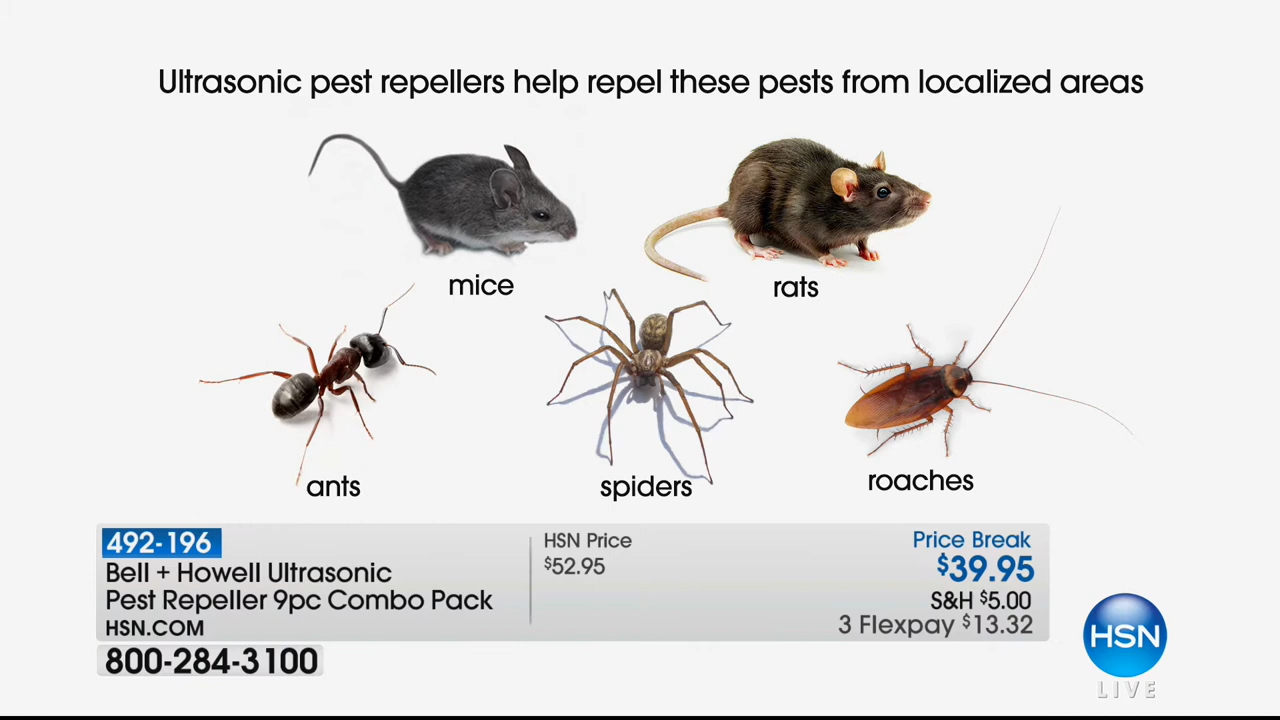 Ultrasonic pest repellers help repel these pests from localized areas
mice
rats
ants
spiders
roaches
492-196
Bell + Howell Ultrasonic
Pest Repeller 9pc Combo Pack
HSN.COM
800-284-3100
HSN Price
$52.95
Price Break
$39.95
S&H $5.00
3 Flexpay $13.32
HSN
LIVE